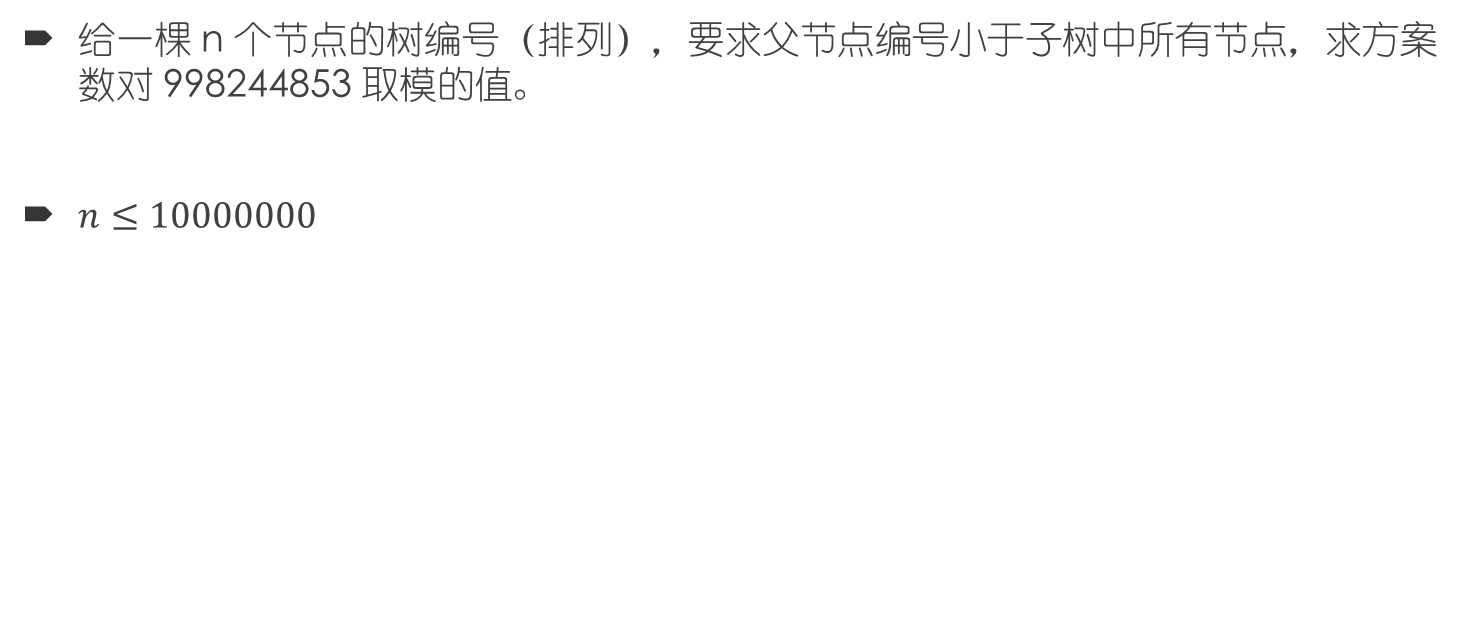 给一棵 n 个节点的树编号（排列），要求父节点编号小于子树中所有节点，求方案
数对 998244853 取模的值。
n ≤ 10000000